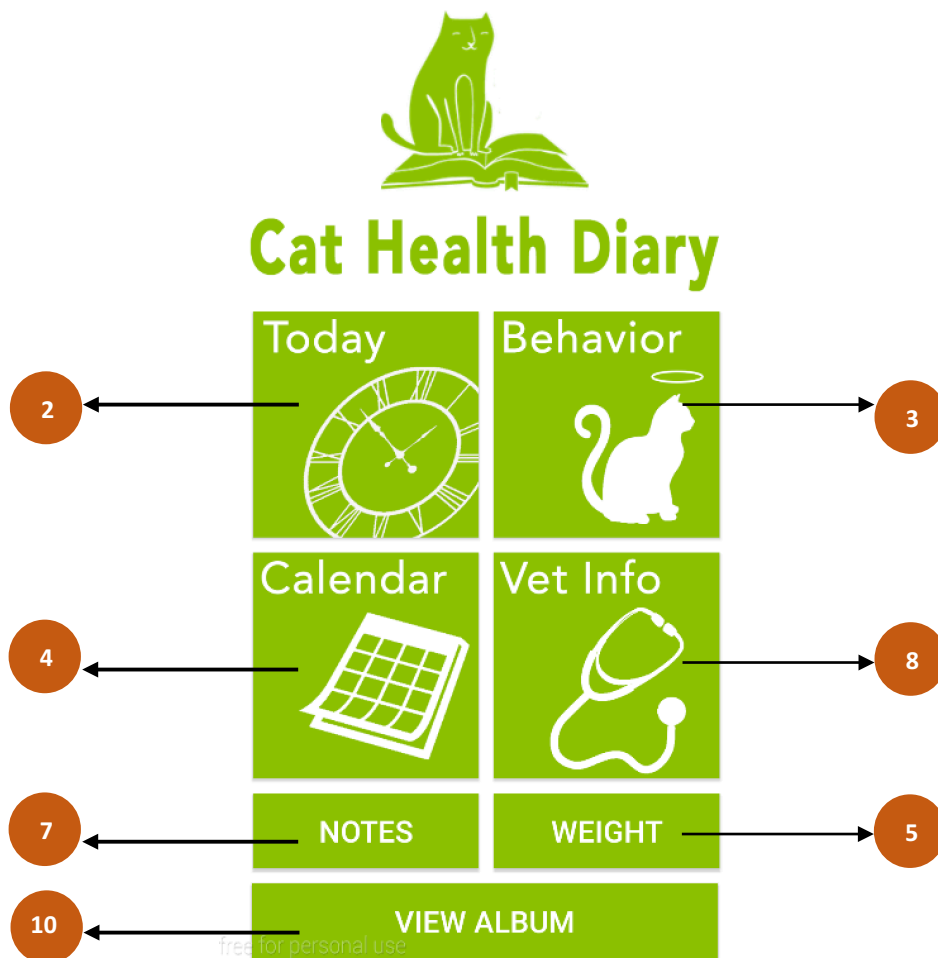 Cat Health Diary
Today
Behavior
2
3
Calendar
Vet Info
4
8
NOTES
WEIGHT
7
5
VIEW ALBUM
10
free for personal use